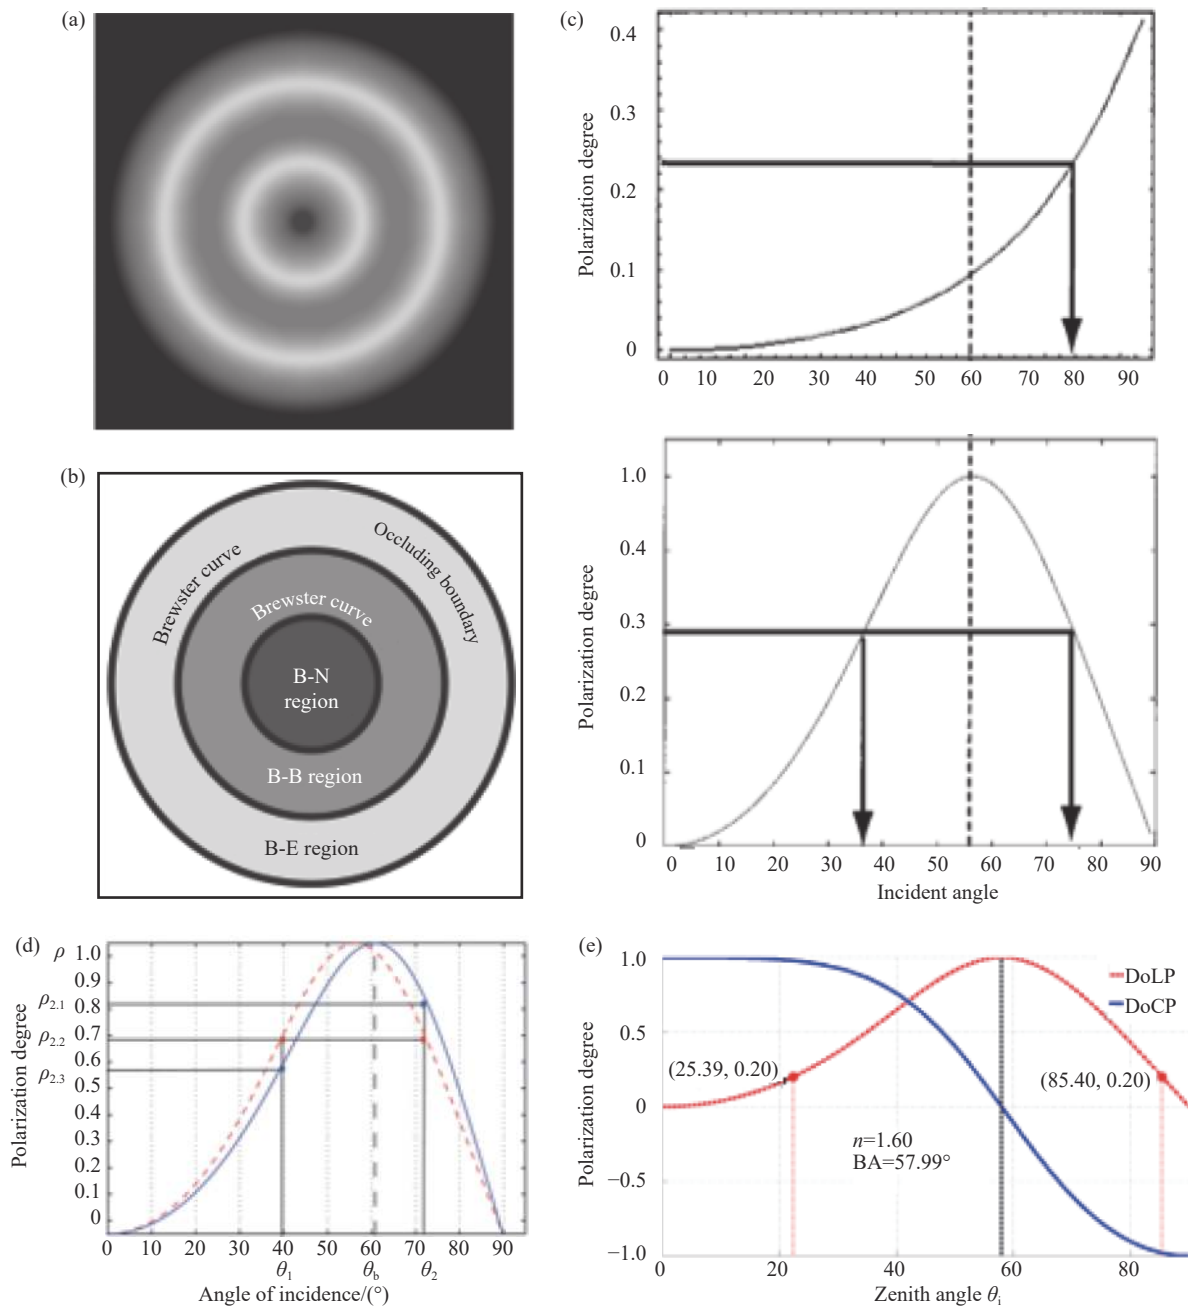 (a)
(b)
Brewster curve
Occluding boundary
Brewster curve
B-N
region
B-B region
B-E region
(c)
Polarization degree
0.4
0.3
0.2
0.1
0
0 10 20 30 40 50 60 70 80 90
Polarization degree
1.0
0.4
0.3
0.2
0.1
0
0 10 20 30 40 50 60 70 80 90
Incident angle
(d)
Polarization degree
ρ
ρ2.1
ρ2.2
ρ2.3
1.0
0.9
0.8
0.7
0.6
0.5
0.4
0.3
0.2
0.1
0
0 10 20 30 40 50 60 70 80 90
θ1 θb θ2
Angle of incidence/(°)
(e)
Polarization degree
1.0
0.5
0
−0.5
−1.0
DoLP
DoCP
(25.39, 0.20)
(85.40, 0.20)
n=1.60
BA=57.99°
20 40 60 80
Zenith angle θi